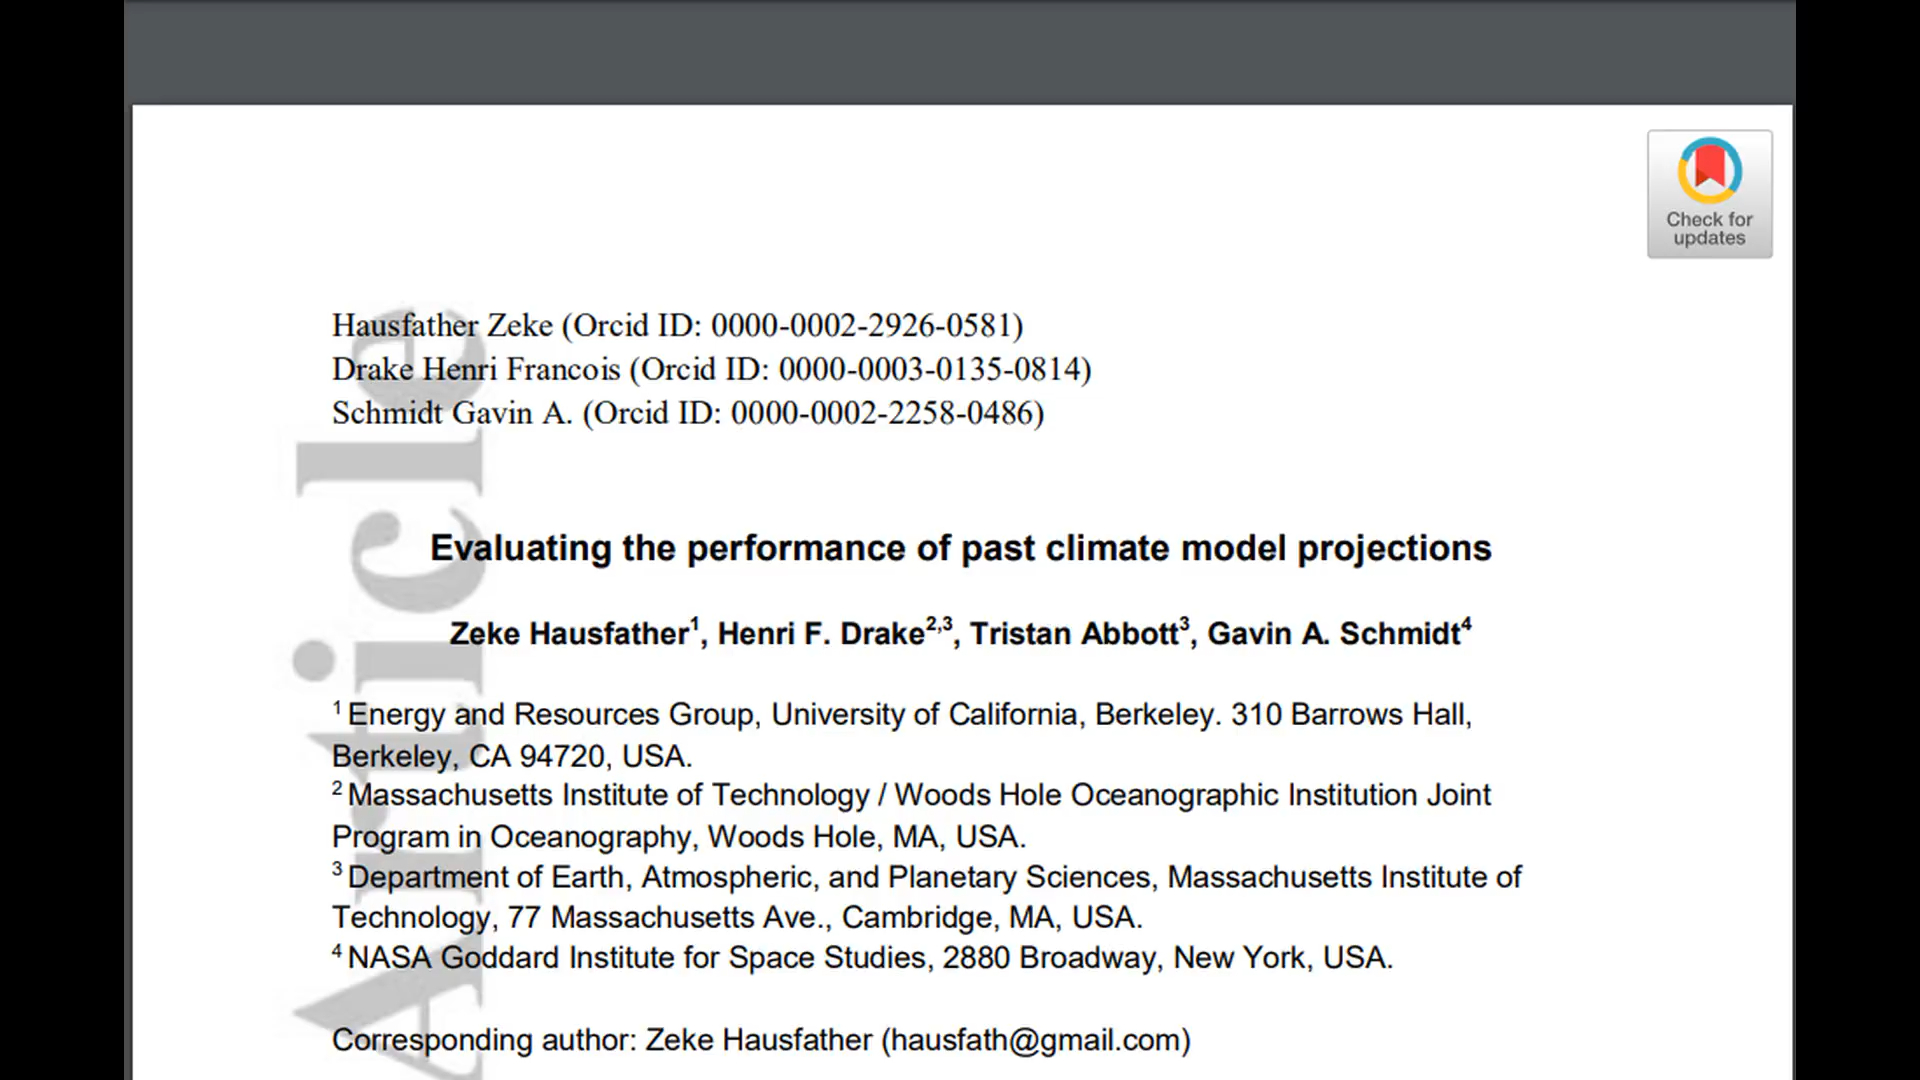 Check for
updates
Hausfather Zeke (Orcid ID: 0000-0002-2926-0581)
Drake Henri Francois (Orcid ID: 0000-0003-0135-0814)
Schmidt Gavin A. (Orcid ID: 0000-0002-2258-0486)
Evaluating the performance of past climate model projections
Zeke Hausfather1, Henri F. Drake2,3, Tristan Abbott3, Gavin A. Schmidt4
1 Energy and Resources Group, University of California, Berkeley. 310 Barrows Hall,
Berkeley, CA 94720, USA.
2 Massachusetts Institute of Technology / Woods Hole Oceanographic Institution Joint
Program in Oceanography, Woods Hole, MA, USA.
3 Department of Earth, Atmospheric, and Planetary Sciences, Massachusetts Institute of
Technology, 77 Massachusetts Ave., Cambridge, MA, USA.
4 NASA Goddard Institute for Space Studies, 2880 Broadway, New York, USA.
Corresponding author: Zeke Hausfather (hausfath@gmail.com)
Article